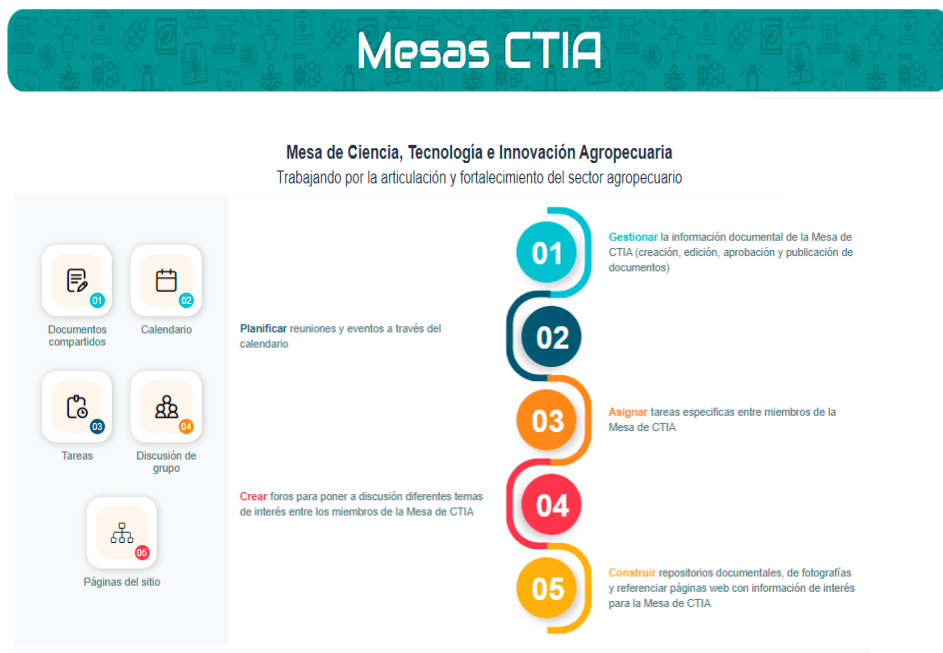 Mesas CTIA
Mesa de Ciencia, Tecnología e Innovación Agropecuaria
Trabajando por la articulación y fortalecimiento del sector agropecuario
01
Documentos
compartidos
02
Calendario
03
Tareas
04
Discusión de
grupo
05
Páginas del sitio
01
Gestionar la información documental de la Mesa de
CTIA (creación, edición, aprobación y publicación de
documentos)
02
Planificar reuniones y eventos a través del
calendario
03
Asignar tareas especificas entre miembros de la
Mesa de CTIA
04
Crear foros para poner a discusión diferentes temas
de interés entre los miembros de la Mesa de CTIA
05
Construir repositorios documentales, de fotografías
y referenciar páginas web con información de interés
para la Mesa de CTIA